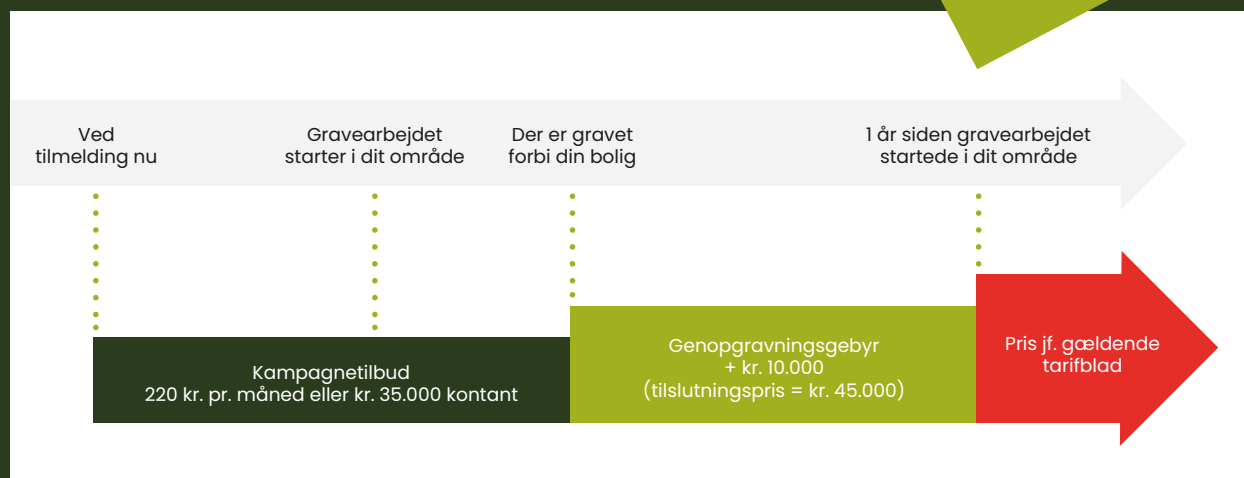 Ved
tilmelding nu
Gravearbejdet
starter i dit område
Der er gravet
forbi din bolig
1 år siden gravearbejdet
startede i dit område
Kampagnetilbud
220 kr. pr. måned eller kr. 35.000 kontant
Genopgravningsgebyr
+ kr. 10.000
(tilslutningspris = kr. 45.000)
Pris jf. gældende
tarifblad